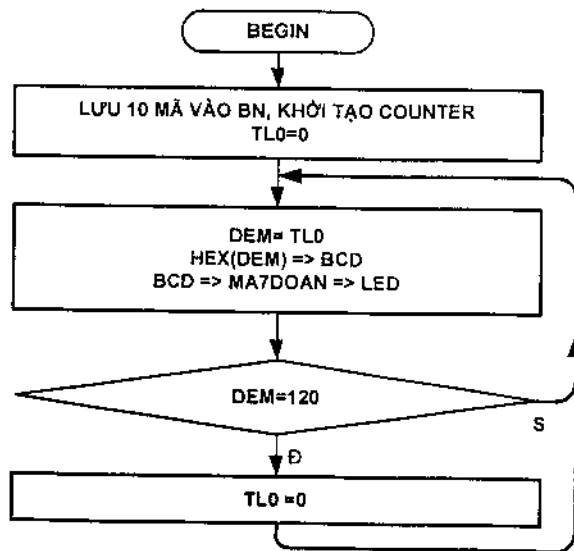 BEGIN
LƯU 10 MÃ VÀO BN, KHỞI TẠO COUNTER
TL0=0
DEM= TL0
HEX(DEM) => BCD
BCD => MA7DOAN => LED
DEM=120
S
Đ
TL0 =0